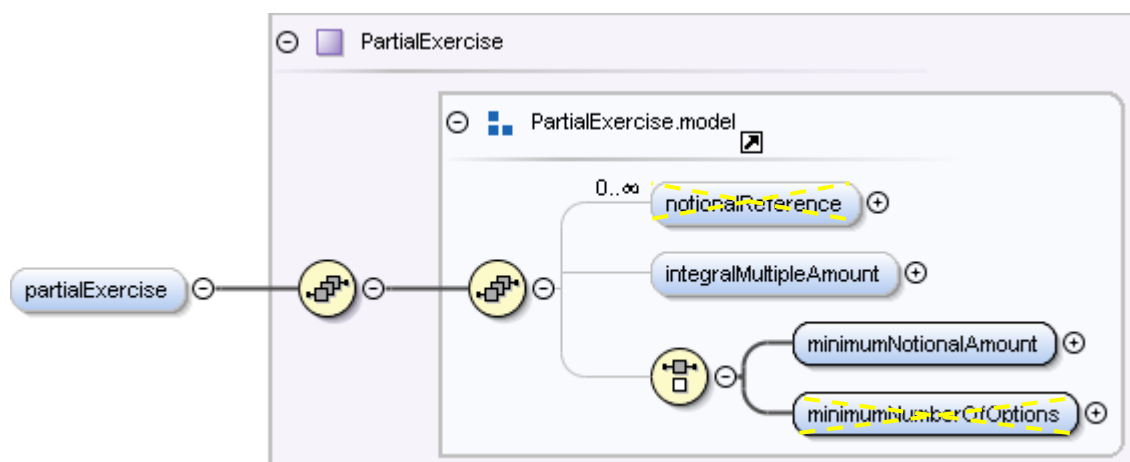 PartialExercise
PartialExercise.model
0..∞
notionalReference
integralMultipleAmount
partialExercise
minimumNotionalAmount
minimumNumberOfOptions